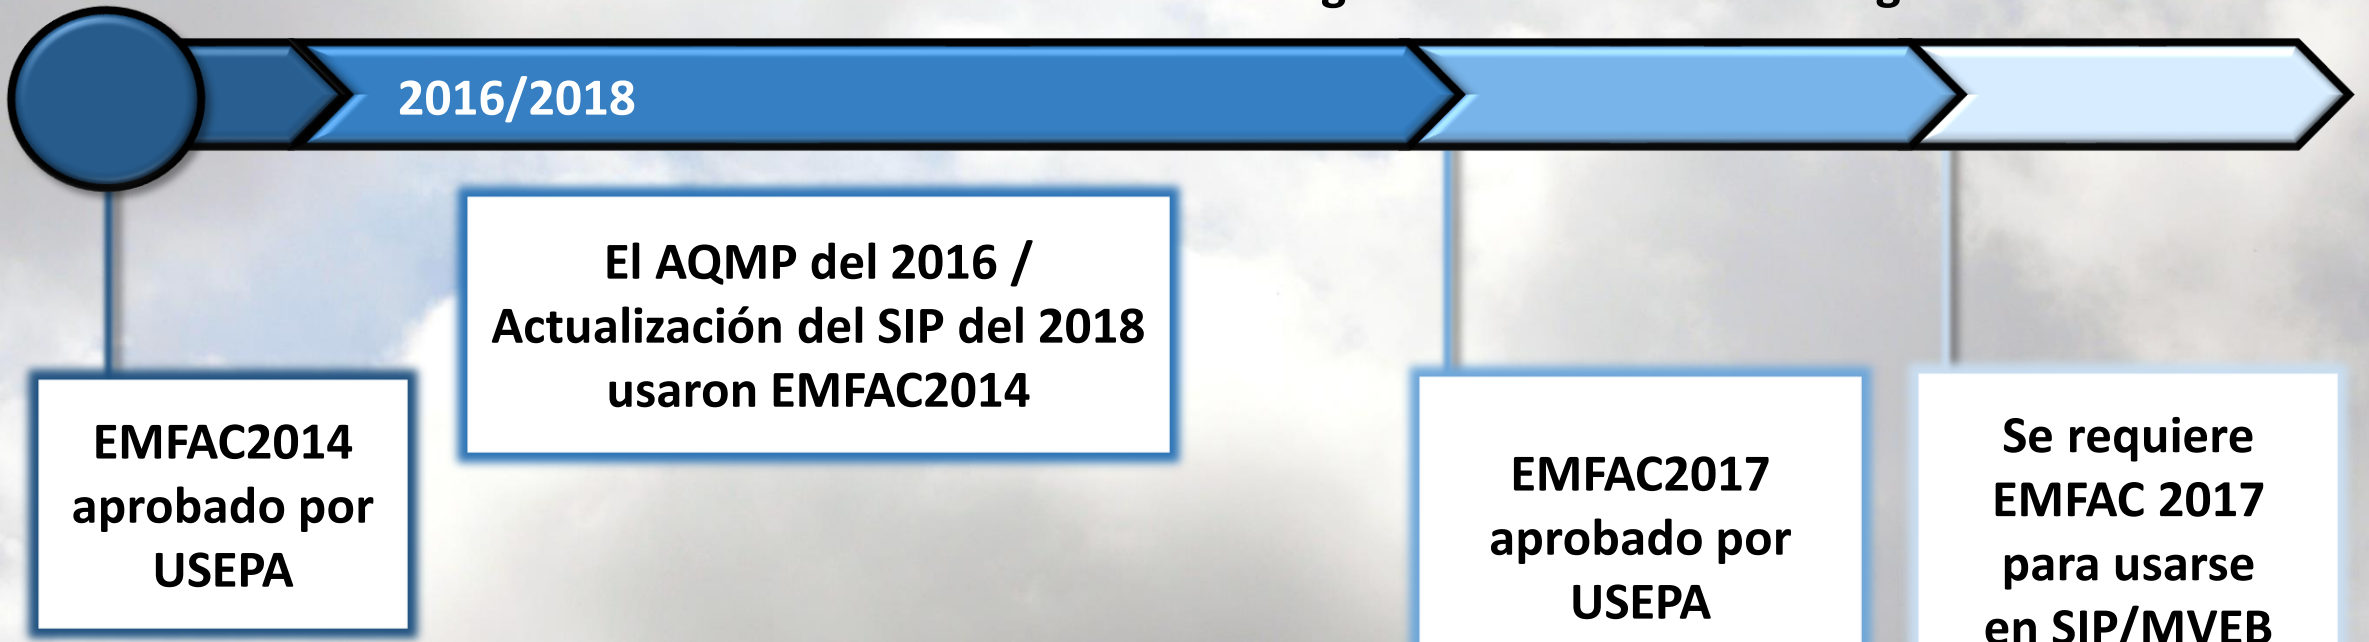 2016/2018
El AQMP del 2016 /
Actualización del SIP del 2018
usaron EMFAC2014
EMFAC2014
aprobado por
USEPA
EMFAC2017
aprobado por
USEPA
Se requiere
EMFAC 2017
para usarse
en SIP/MVEB